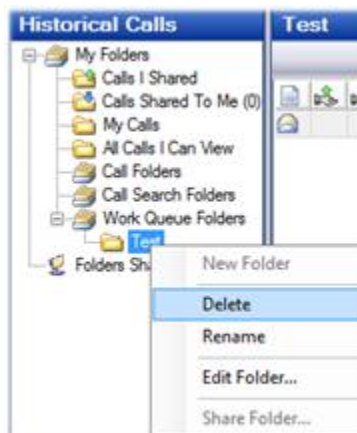 Historical Calls
Test
My Folders
Calls I Shared
Calls Shared To Me (0)
My Calls
All Calls I Can View
Call Folders
Call Search Folders
Work Queue Folders
Test
Folders Sh
New Folder
Delete
Rename
Edit Folder...
Share Folder...